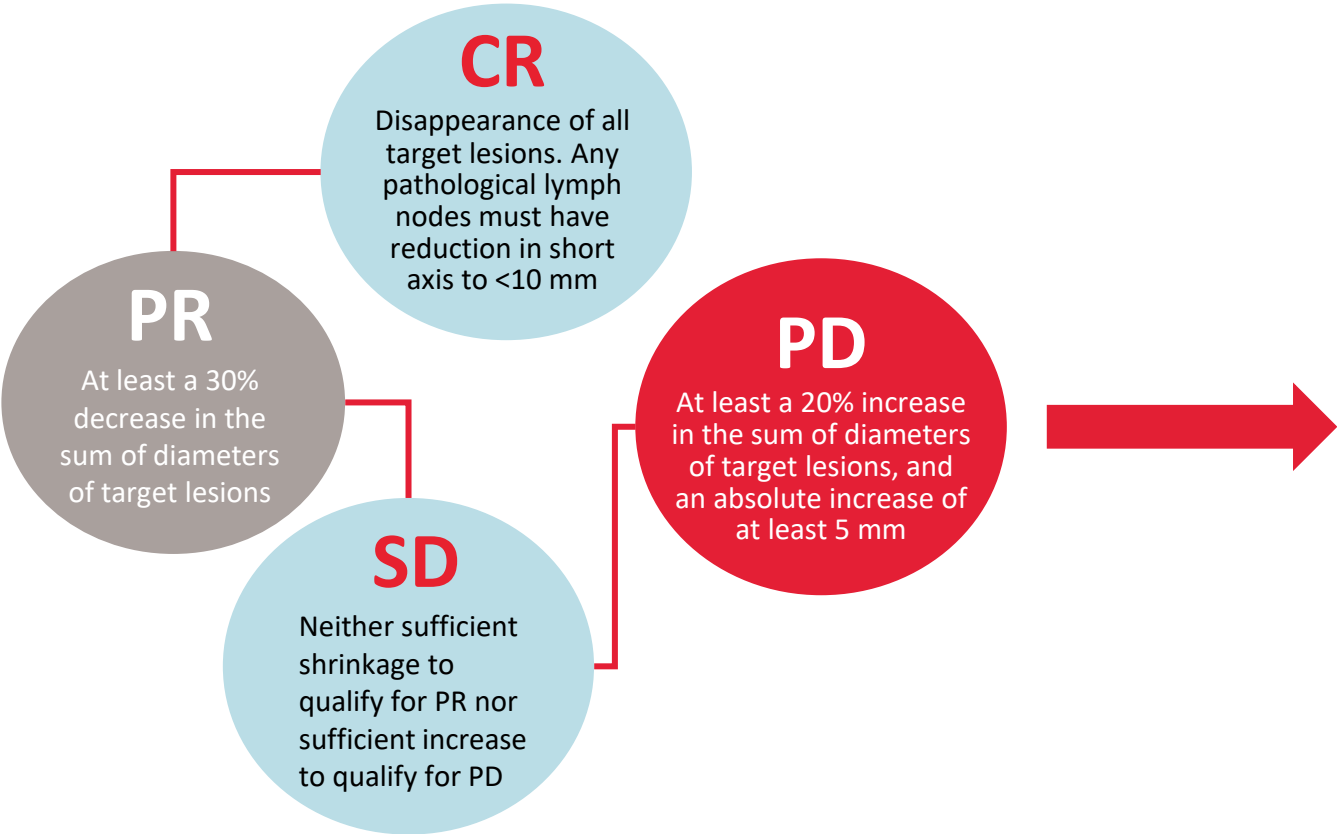 CR
Disappearance of all
target lesions. Any
pathological lymph
nodes must have
reduction in short
axis to <10 mm
PR
At least a 30%
decrease in the
sum of diameters
of target lesions
SD
Neither sufficient
shrinkage to
qualify for PR nor
sufficient increase
to qualify for PD
PD
At least a 20% increase
in the sum of diameters
of target lesions, and
an absolute increase of
at least 5 mm